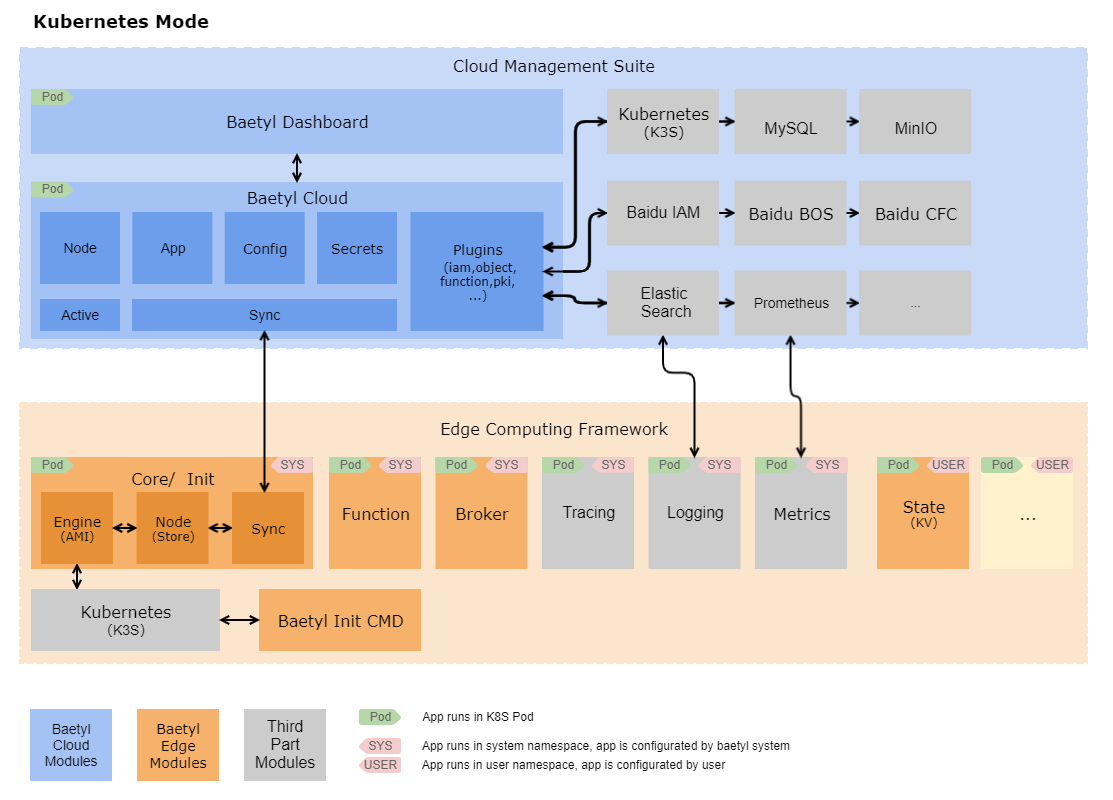 Kubernetes Mode
Cloud Management Suite
Pod
Baetyl Dashboard
Kubernetes
(K3S)
MySQL
MinIO
Pod
Baetyl Cloud
Node
App
Config
Secrets
Plugins
(iam,object,
function,pki,
...)
Active
Sync
Baidu IAM
Baidu BOS
Baidu CFC
Elastic
Search
Prometheus
...
Edge Computing Framework
Pod
SYS
Core/ Init
Engine
(AMI)
Node
(Store)
Sync
Pod
SYS
Function
Pod
SYS
Broker
Pod
SYS
Tracing
Pod
SYS
Logging
Pod
SYS
Metrics
Pod
USER
State
(KV)
Pod
USER
...
Kubernetes
(K3S)
Baetyl Init CMD
Baetyl
Cloud
Modules
Baetyl
Edge
Modules
Third
Part
Modules
Pod
App runs in K8S Pod
SYS
App runs in system namespace, app is configurated by baetyl system
USER
App runs in user namespace, app is configurated by user